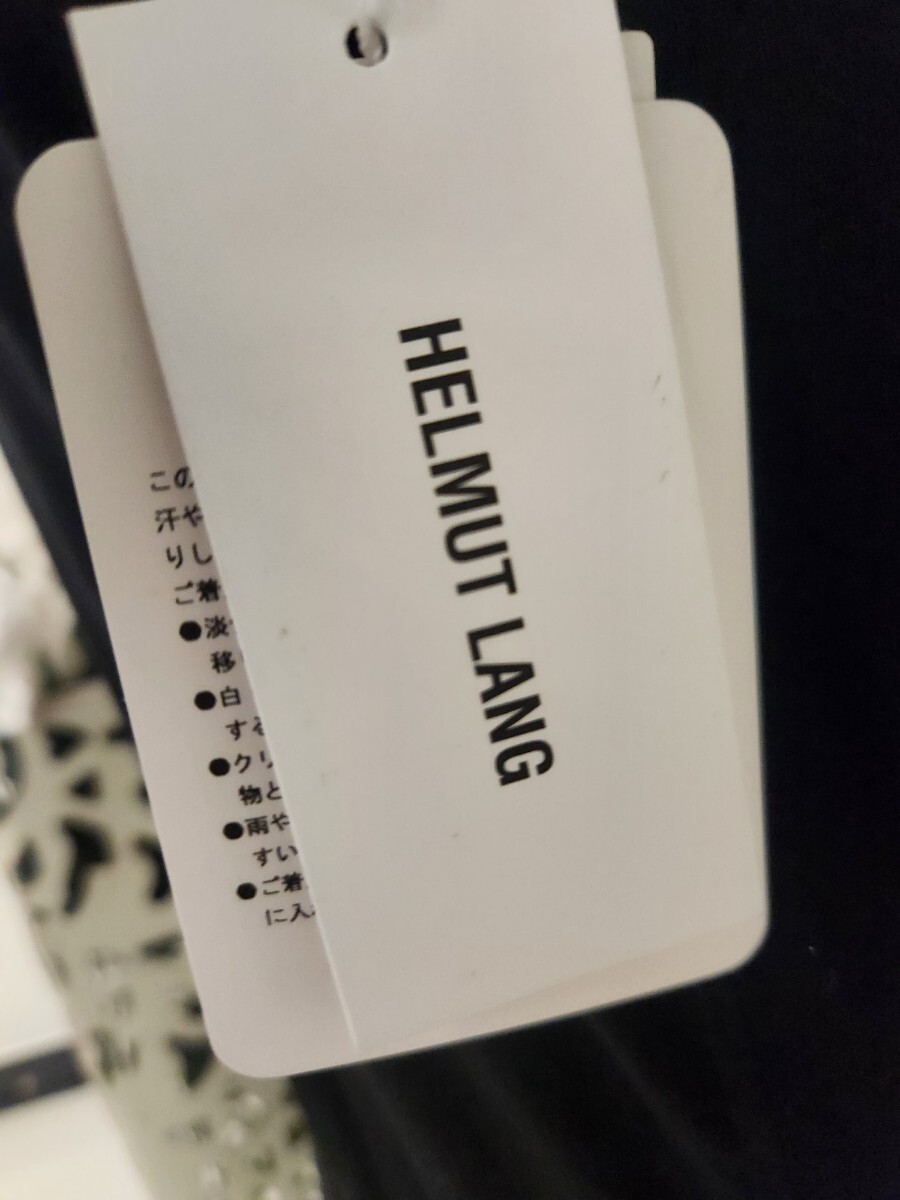 HELMUT LANG
この
汗や
りし
ご着
●淡
移
●白
する
●クリ
物と
●雨や
すい
●ご着
に入